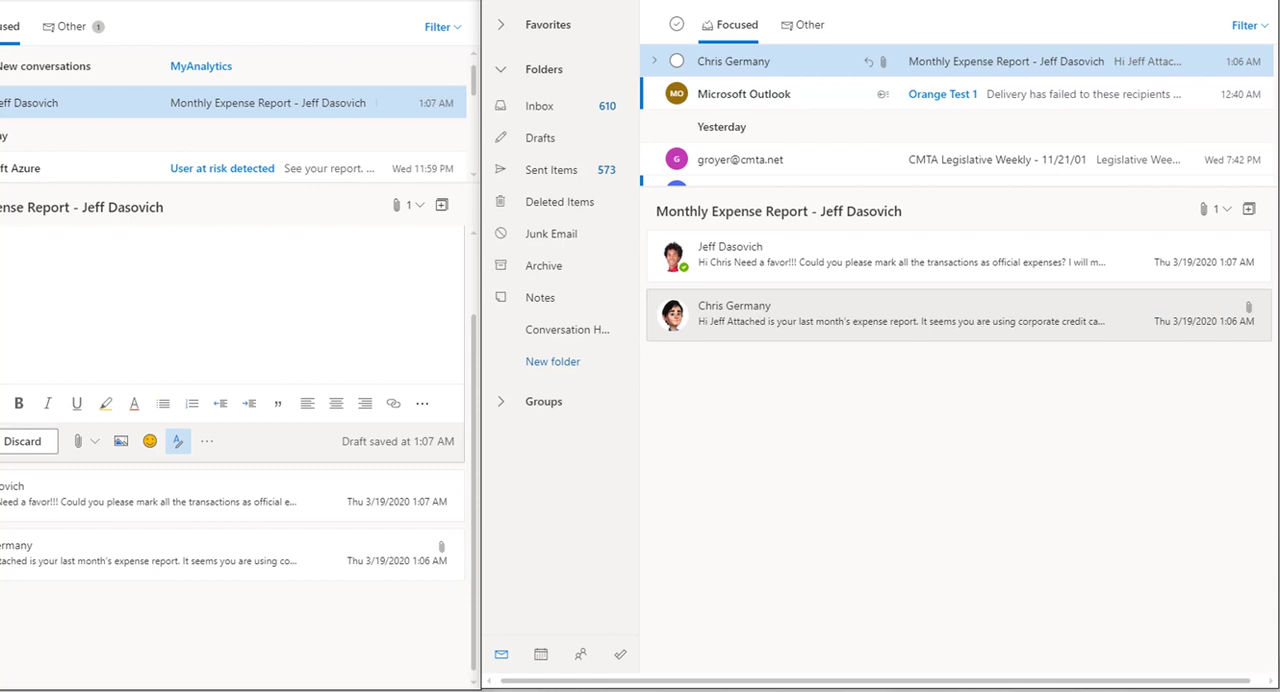 used Other 1 Filter
New conversations MyAnalytics
Jeff Dasovich Monthly Expense Report - Jeff Dasovich 1:07 AM
ay
ft Azure User at risk detected See your report. ... Wed 11:59 PM
ense Report - Jeff Dasovich 1
B I U A ” ...
Discard A ... Draft saved at 1:07 AM
ovich
Need a favor!!! Could you please mark all the transactions as official e... Thu 3/19/2020 1:07 AM
ermany
ttached is your last month's expense report. It seems you are using co... Thu 3/19/2020 1:06 AM
Favorites
Folders
Inbox 610
Drafts
Sent Items 573
Deleted Items
Junk Email
Archive
Notes
Conversation H...
New folder
Groups
Focused Other Filter
Chris Germany Monthly Expense Report - Jeff Dasovich Hi Jeff Attac... 1:06 AM
MO Microsoft Outlook Orange Test 1 Delivery has failed to these recipients ... 12:40 AM
Yesterday
G groyer@cmta.net CMTA Legislative Weekly - 11/21/01 Legislative Wee... Wed 7:42 PM
Monthly Expense Report - Jeff Dasovich 1
Jeff Dasovich
Hi Chris Need a favor!!! Could you please mark all the transactions as official expenses? I will m... Thu 3/19/2020 1:07 AM
Chris Germany
Hi Jeff Attached is your last month's expense report. It seems you are using corporate credit ca... Thu 3/19/2020 1:06 AM